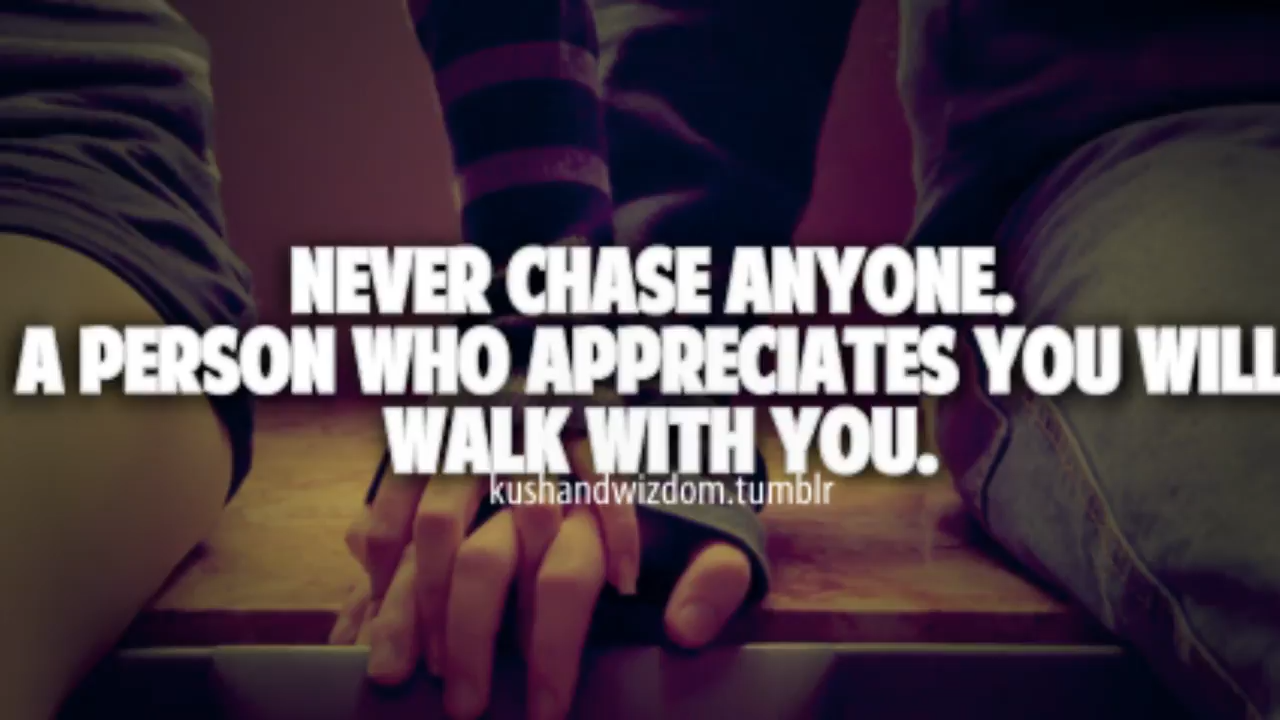 NEVER CHASE ANYONE.
A PERSON WHO APPRECIATES YOU WILL
WALK WITH YOU.
kushandwizdom.tumblr